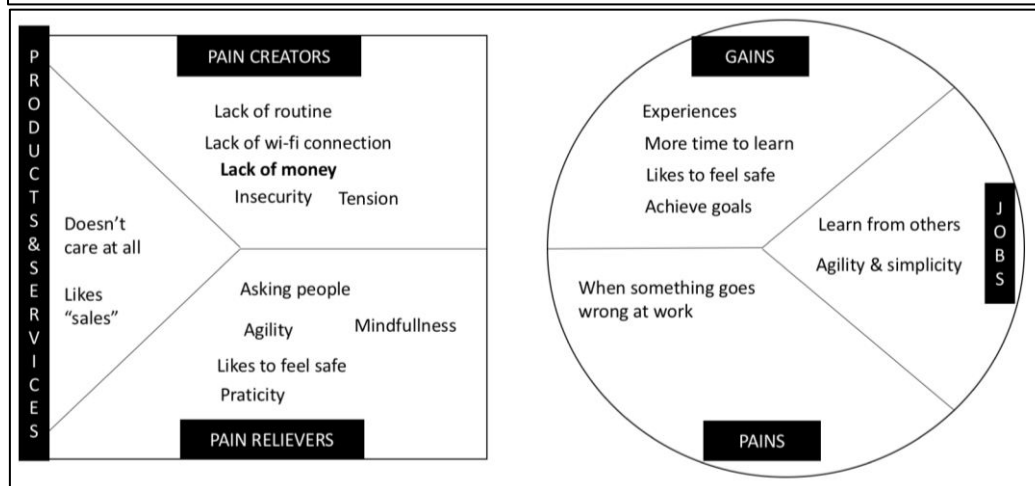 PRODUCTS&SERVICES
PAIN CREATORS
Lack of routine
Lack of wi-fi connection
Lack of money
Insecurity Tension
Doesn’t
care at all
Likes
“sales”
Asking people
Agility Mindfullness
Likes to feel safe
Praticity
PAIN RELIEVERS
GAINS
Experiences
More time to learn
Likes to feel safe
Achieve goals
JOBS
Learn from others
Agility & simplicity
When something goes
wrong at work
PAINS